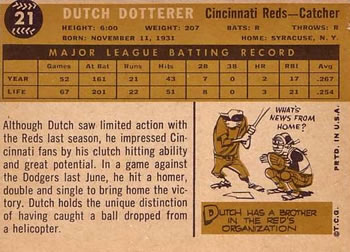 21
DUTCH DOTTERER
Cincinnati Reds—Catcher
HEIGHT: 6:00 WEIGHT: 207 BATS: R THROWS: R
BORN: NOVEMBER 11, 1931 HOME: SYRACUSE, N. Y.
MAJOR LEAGUE BATTING RECORD
Games At Bat Runs Hits 2B 3B HR RBI Avg.
YEAR 52 161 21 43 7 0 2 17 .267
LIFE 67 201 22 51 8 0 3 21 .254
Although Dutch saw limited action with
the Reds last season, he impressed Cin-
cinnati fans by his clutch hitting ability
and great potential. In a game against
the Dodgers last June, he hit a homer,
double and single to bring home the vic-
tory. Dutch holds the unique distinction
of having caught a ball dropped from
a helicopter.
WHAT'S
NEWS FROM
HOME?
DUTCH HAS A BROTHER
IN THE RED'S
ORGANIZATION
©T.C.G. PRTD. IN U.S.A.